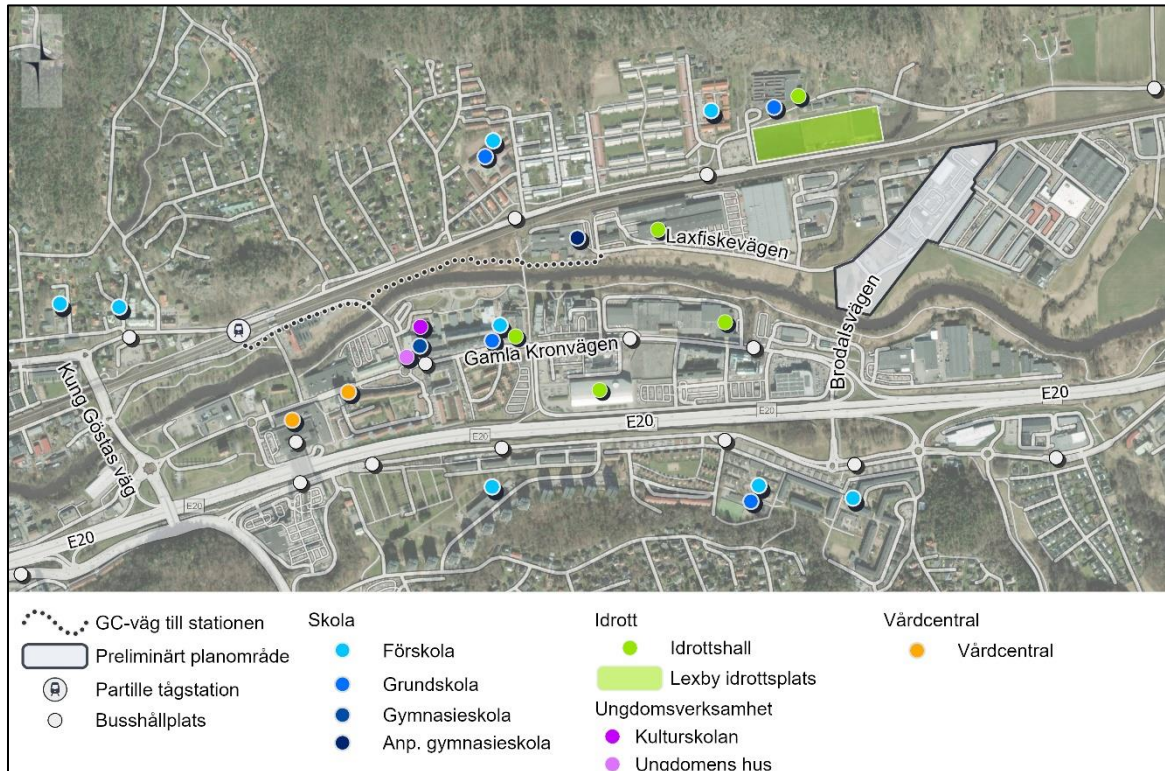 Laxfiskevägen
Gamla Kronvägen
Brodalsvägen
Kung Göstas väg
E20
E20
E20
E20
E20
E20
GC-väg till stationen
Preliminärt planområde
Partille tågstation
Busshållplats
Skola
Förskola
Grundskola
Gymnasieskola
Anp. gymnasieskola
Idrott
Idrottshall
Lexby idrottsplats
Ungdomsverksamhet
Kulturskolan
Ungdomens hus
Vårdcentral
Vårdcentral